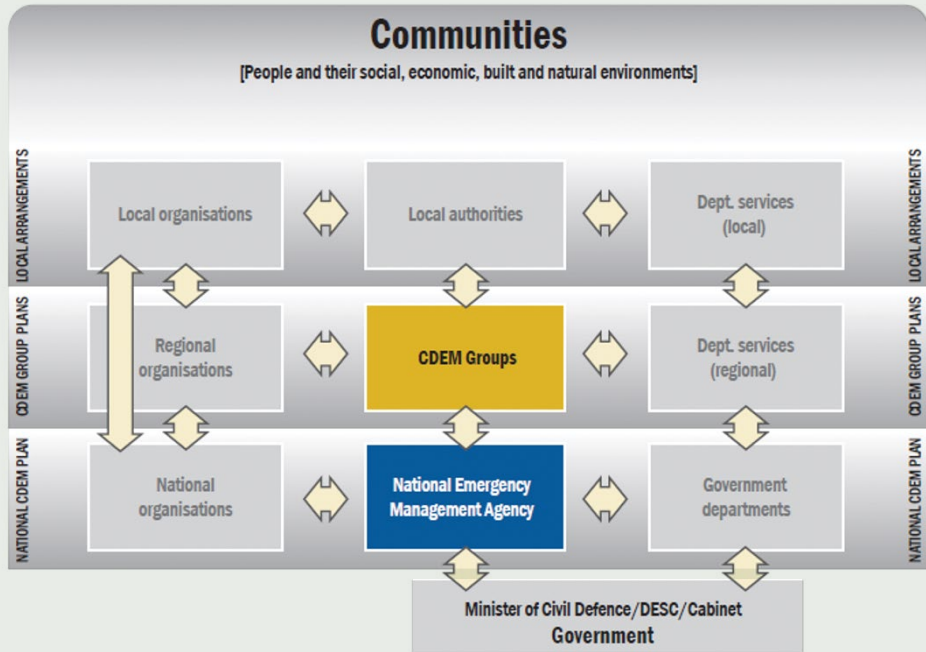 Communities
[People and their social, economic, built and natural environments]
LOCAL ARRANGEMENTS
Local organisations
Local authorities
Dept. services
(local)
LOCAL ARRANGEMENTS
CDEM GROUP PLANS
Regional
organisations
CDEM Groups
Dept. services
(regional)
CDEM GROUP PLANS
NATIONAL CDEM PLAN
National
organisations
National Emergency
Management Agency
Government
departments
NATIONAL CDEM PLAN
Minister of Civil Defence/DESC/Cabinet
Government